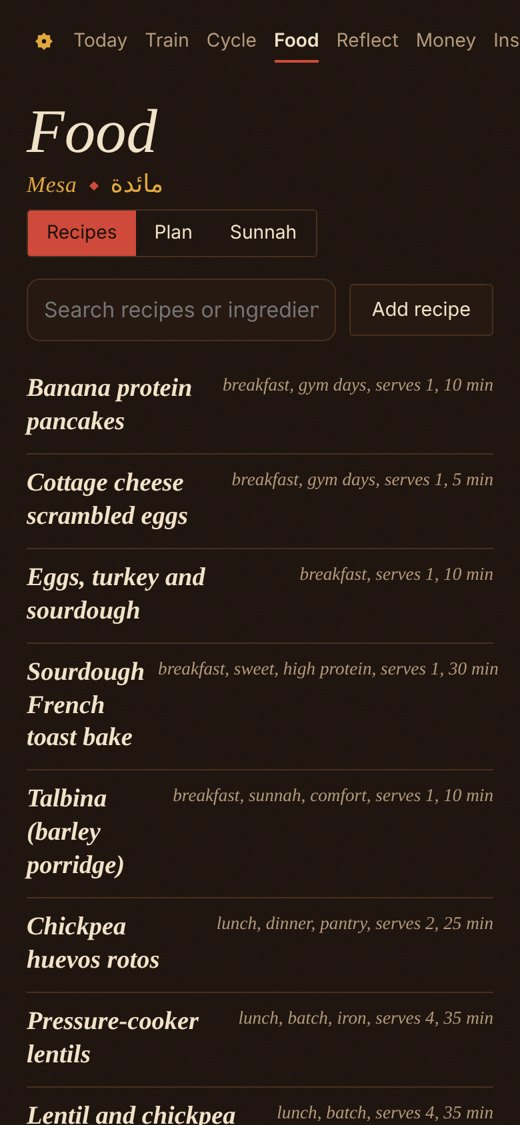 Today Train Cycle Food Reflect Money Ins
Food
Mesa ◆ مائدة
Recipes Plan Sunnah
Search recipes or ingredien
Add recipe
Banana protein pancakes
breakfast, gym days, serves 1, 10 min
Cottage cheese scrambled eggs
breakfast, gym days, serves 1, 5 min
Eggs, turkey and sourdough
breakfast, serves 1, 10 min
Sourdough French toast bake
breakfast, sweet, high protein, serves 1, 30 min
Talbina (barley porridge)
breakfast, sunnah, comfort, serves 1, 10 min
Chickpea huevos rotos
lunch, dinner, pantry, serves 2, 25 min
Pressure-cooker lentils
lunch, batch, iron, serves 4, 35 min
Lentil and chickpea
lunch, batch, serves 4, 35 min